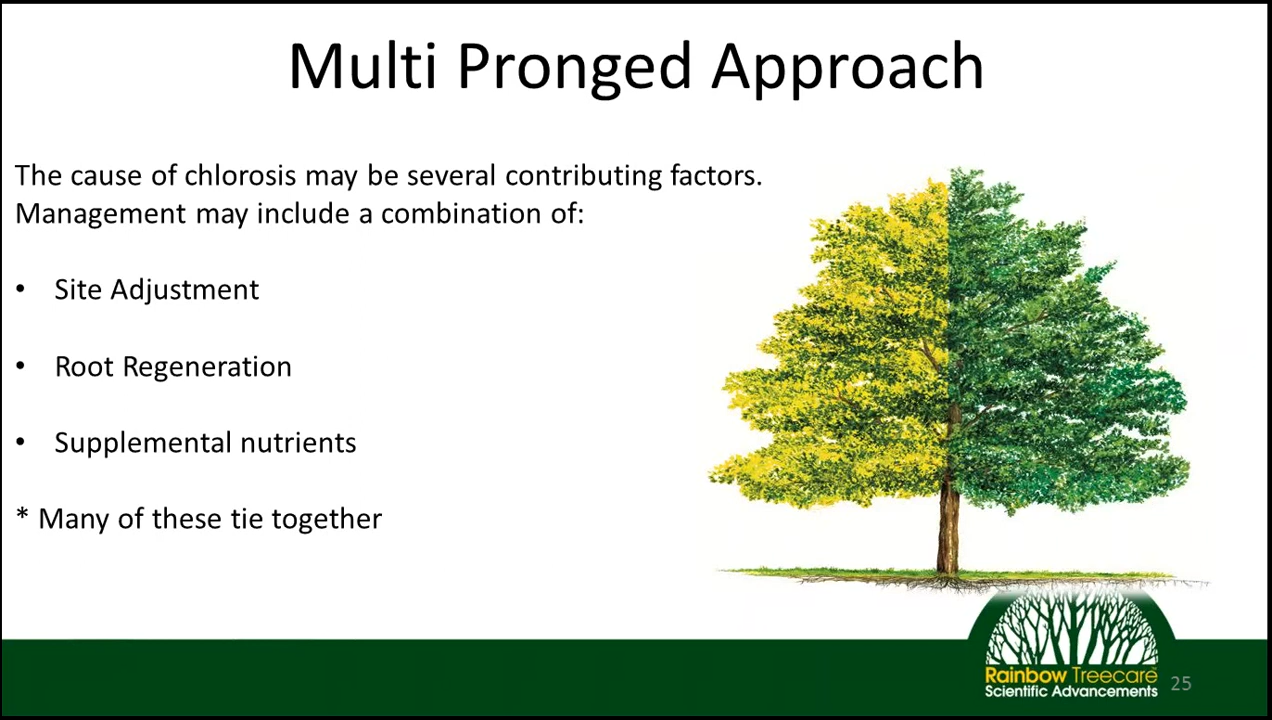 Multi Pronged Approach
The cause of chlorosis may be several contributing factors.
Management may include a combination of:
• Site Adjustment
• Root Regeneration
• Supplemental nutrients
* Many of these tie together
Rainbow Treecare
Scientific Advancements
25